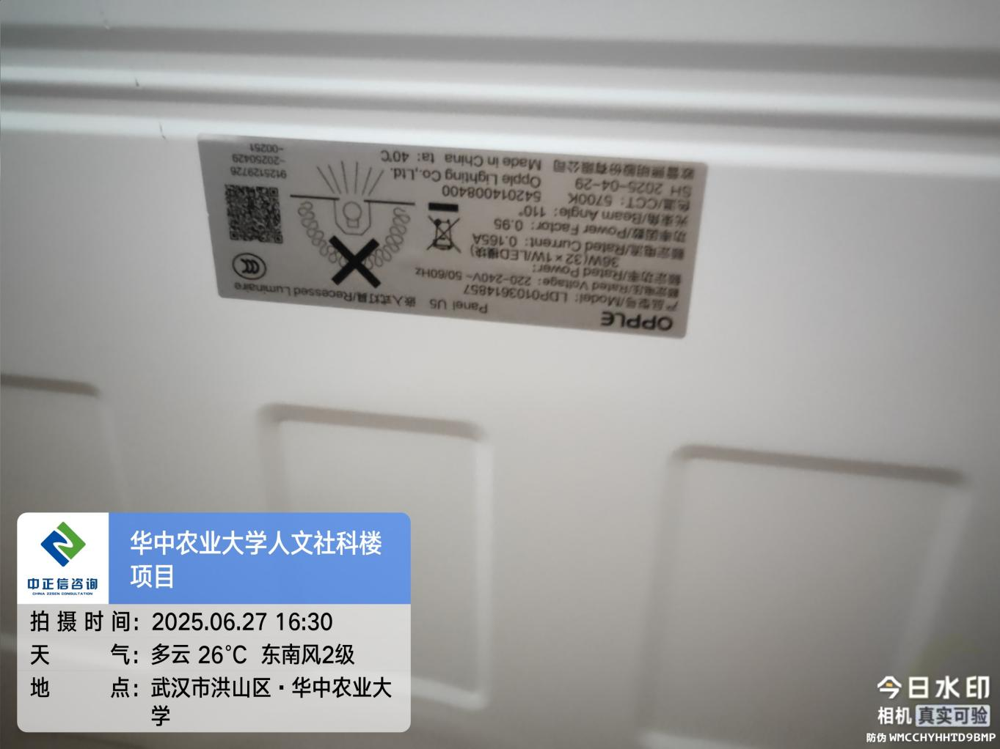 OPPLE
Panel U5 嵌入式灯具/Recessed Luminaire
产品型号/Model: LDP0103614857
额定电压/Rated Voltage: 220-240V~ 50/60Hz
额定功率/Rated Power:
36W(32×1W/LED模块)
额定电流/Rated Current: 0.165A
功率因数/Power Factor: 0.95
光束角/Beam Angle: 110°
色温/CCT: 5700K 542014008400
SH 2025-04-29 Opple Lighting Co.,Ltd.
欧普照明股份有限公司 Made in China ta: 40℃
9125129726
-20250429
-00251
中正信咨询
CHINA ZZSEN CONSULTATION
华中农业大学人文社科楼
项目
拍摄时间: 2025.06.27 16:30
天气: 多云 26℃ 东南风2级
地点: 武汉市洪山区·华中农业大
学
今日水印
相机 真实可验
防伪 WMCCHYHHTD9BMP